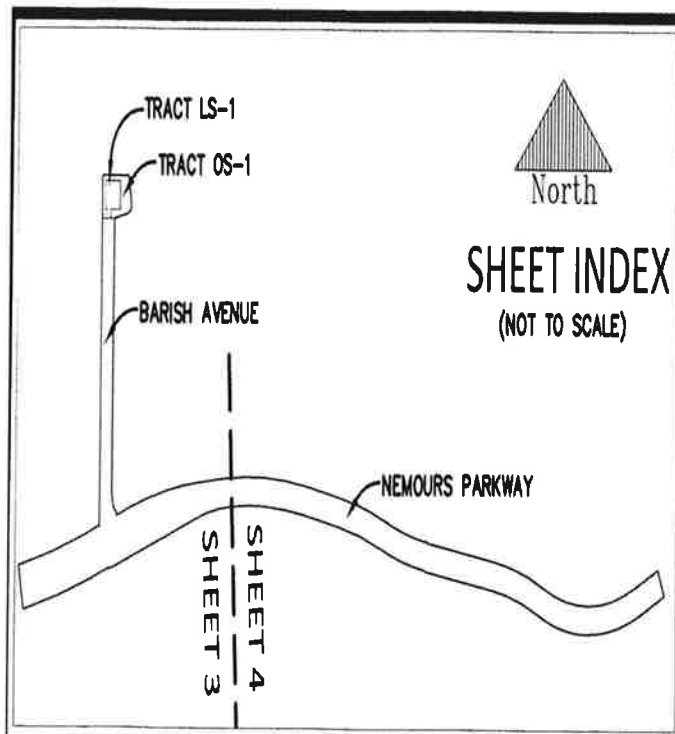 TRACT LS-1
TRACT OS-1
North
SHEET INDEX
(NOT TO SCALE)
BARISH AVENUE
NEMOURS PARKWAY
SHEET 3
SHEET 4